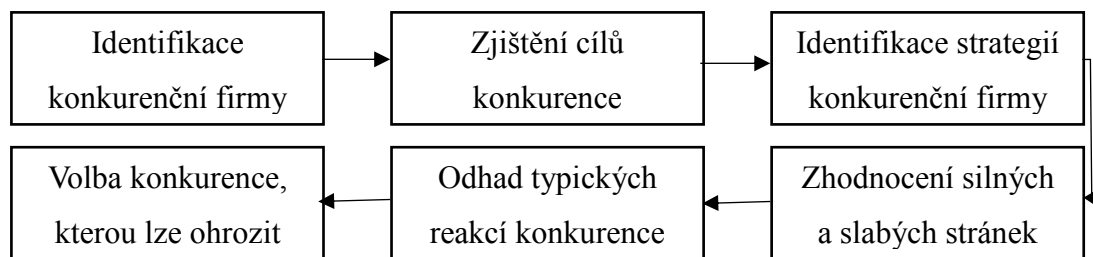 Identifikace
konkurenční firmy
Zjištění cílů
konkurence
Identifikace strategií
konkurenční firmy
Zhodnocení silných
a slabých stránek
Odhad typických
reakcí konkurence
Volba konkurence,
kterou lze ohrozit